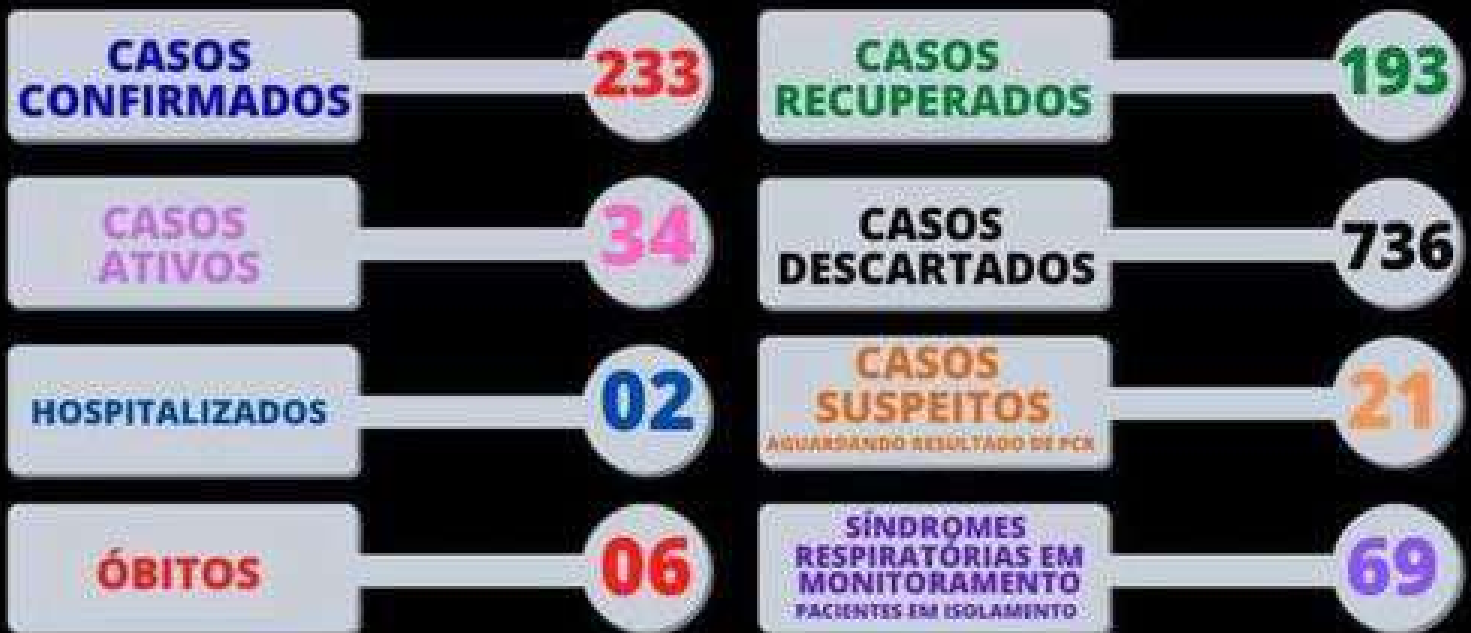 CASOS
CONFIRMADOS
233
CASOS
RECUPERADOS
193
CASOS
ATIVOS
34
CASOS
DESCARTADOS
736
HOSPITALIZADOS
02
CASOS
SUSPEITOS
AGUARDANDO RESULTADO DE PCR
21
ÓBITOS
06
SÍNDROMES
RESPIRATÓRIAS EM
MONITORAMENTO
PACIENTES EM ISOLAMENTO
69